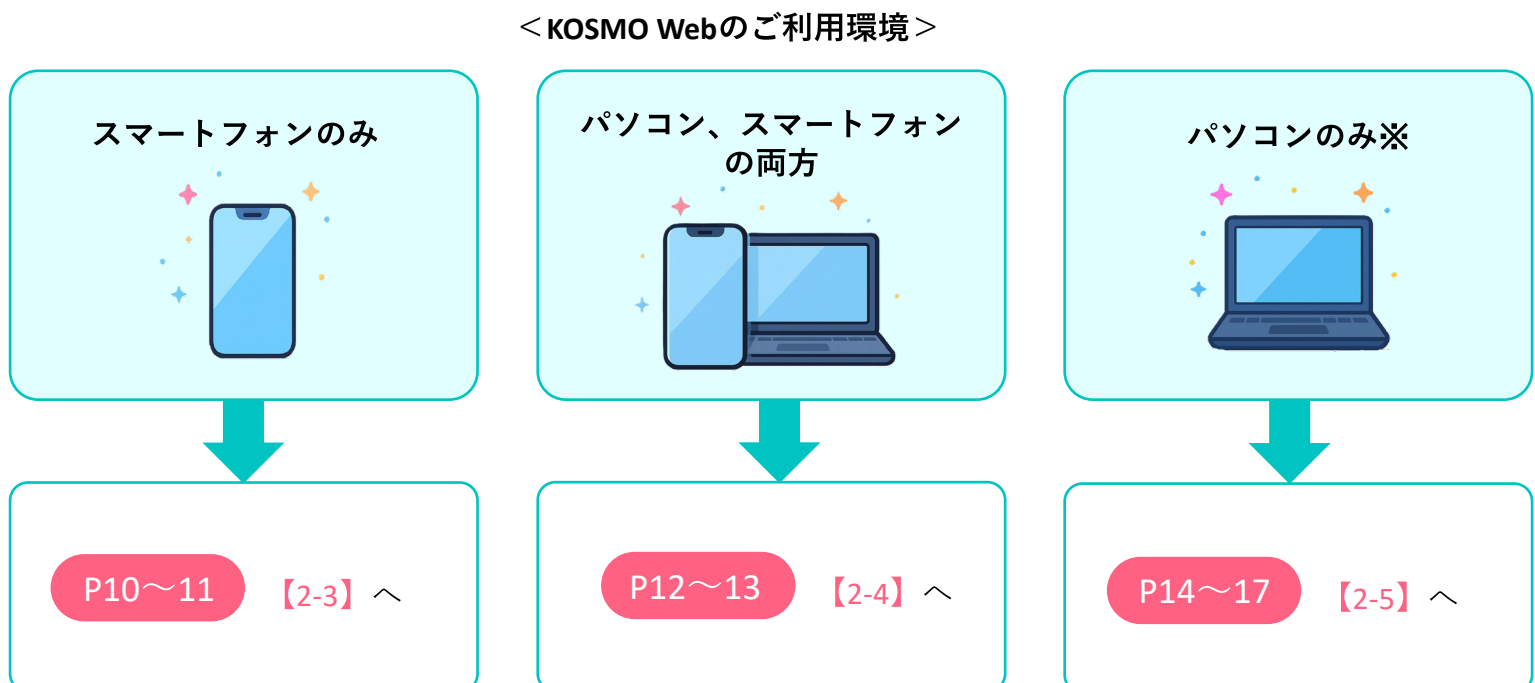 ＜KOSMO Webのご利用環境＞
スマートフォンのみ
パソコン、スマートフォン
の両方
パソコンのみ※
P10～11 【2-3】へ
P12～13 【2-4】へ
P14～17 【2-5】へ